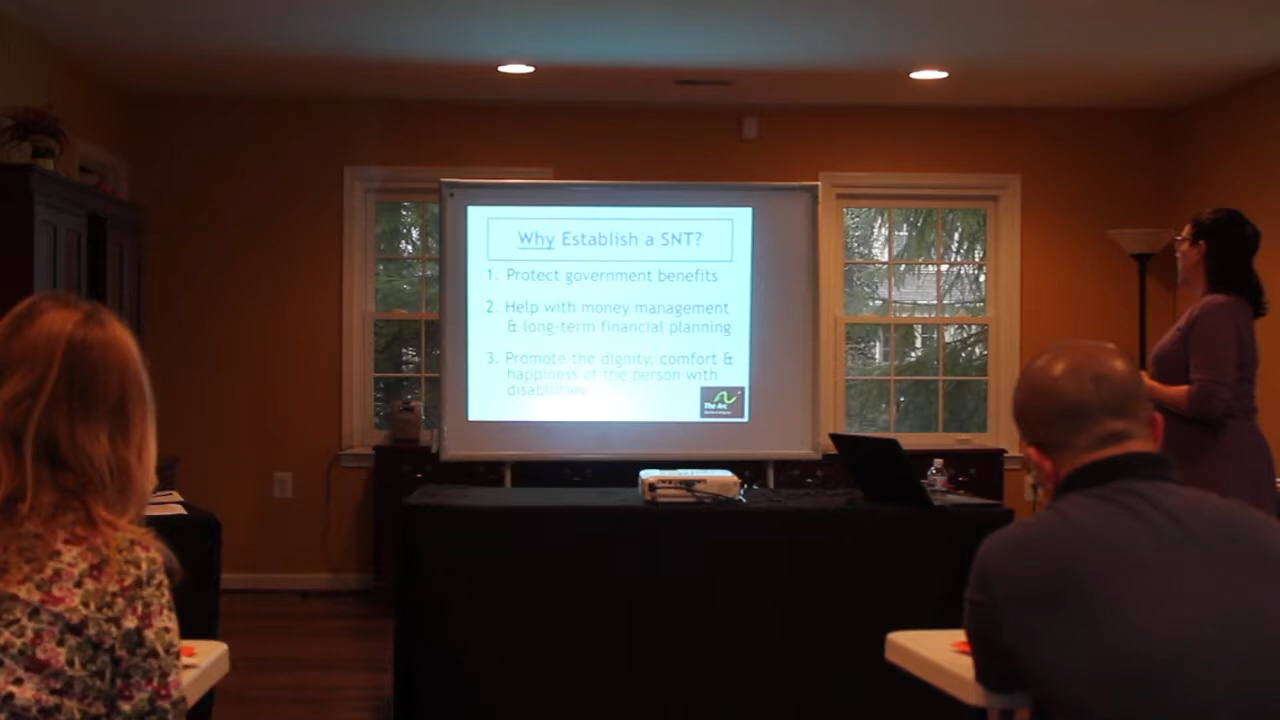 Why Establish a SNT?
1. Protect government benefits
2. Help with money management
& long-term financial planning
3. Promote the dignity, comfort &
happiness of the person with
disabilities
The Arc